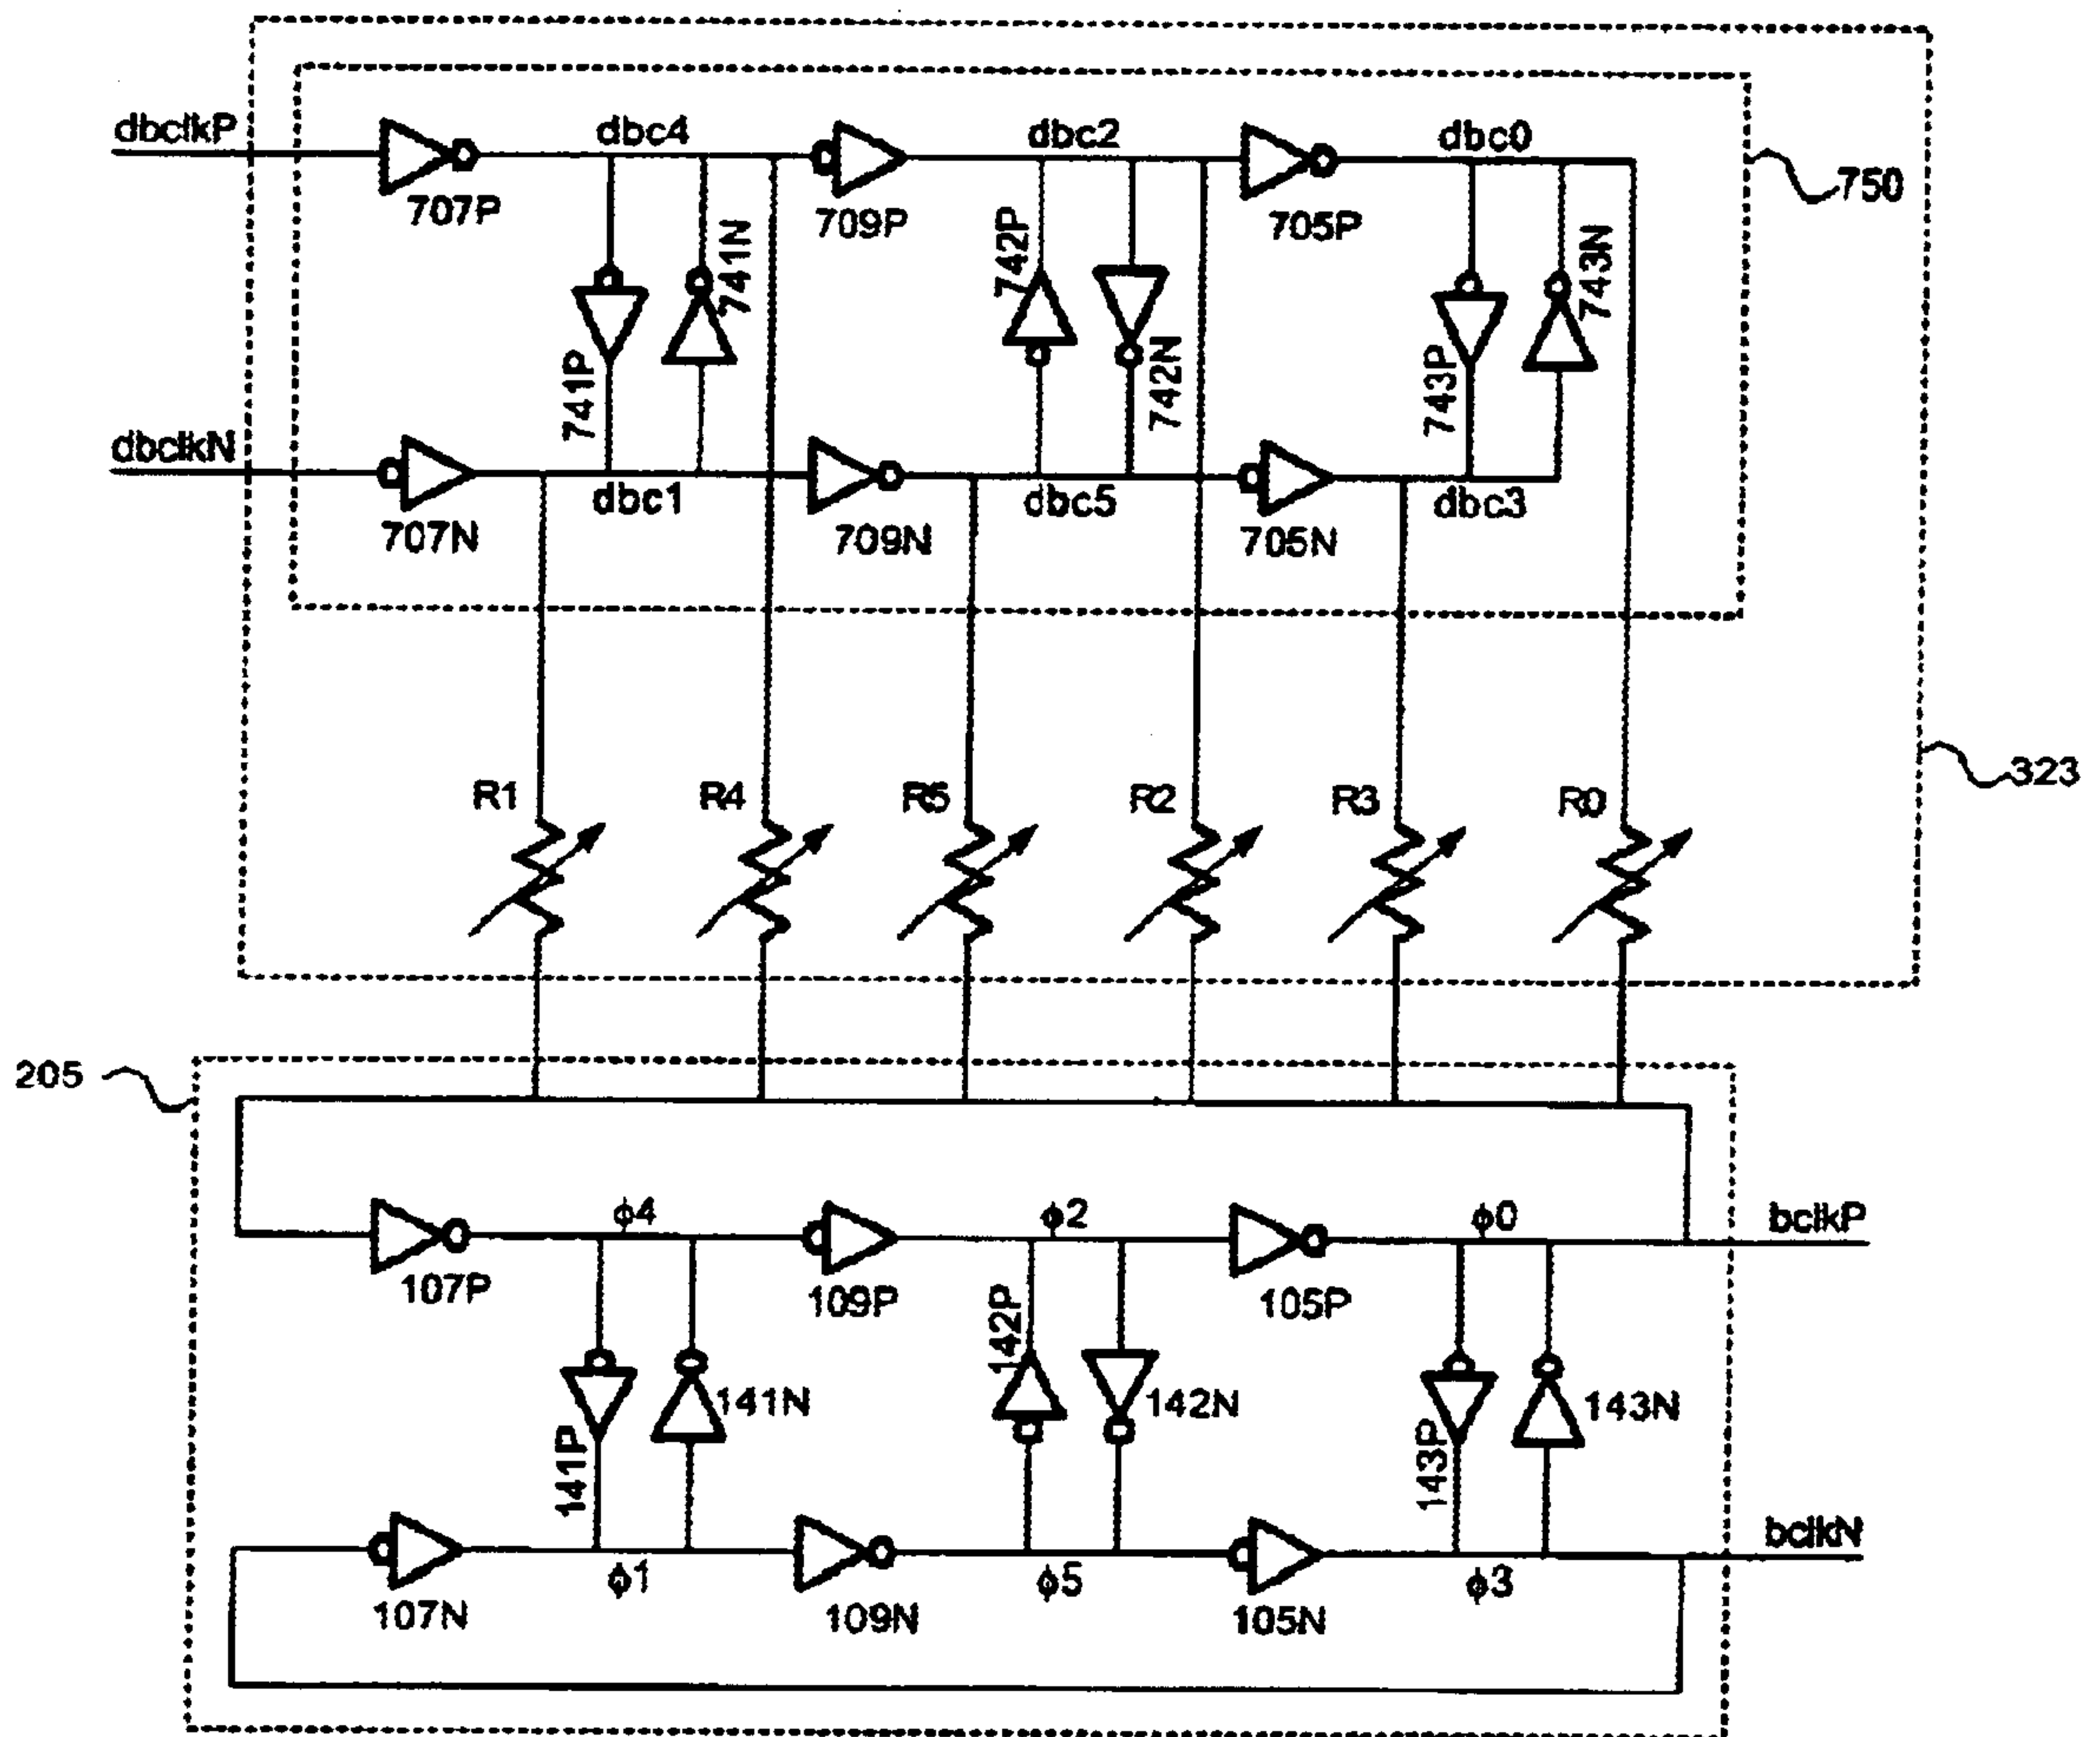 dbclkP
dbc4
dbc2
dbc0
750
707P
709P
705P
741N
742P
743N
741P
742N
743P
dbclkN
dbc1
dbc5
dbc3
707N
709N
705N
R1
R4
R5
R2
R3
R0
323
205
ϕ4
ϕ2
ϕ0
bclkP
107P
109P
105P
142P
141N
142N
143N
141P
143P
bclkN
ϕ1
ϕ5
ϕ3
107N
109N
105N